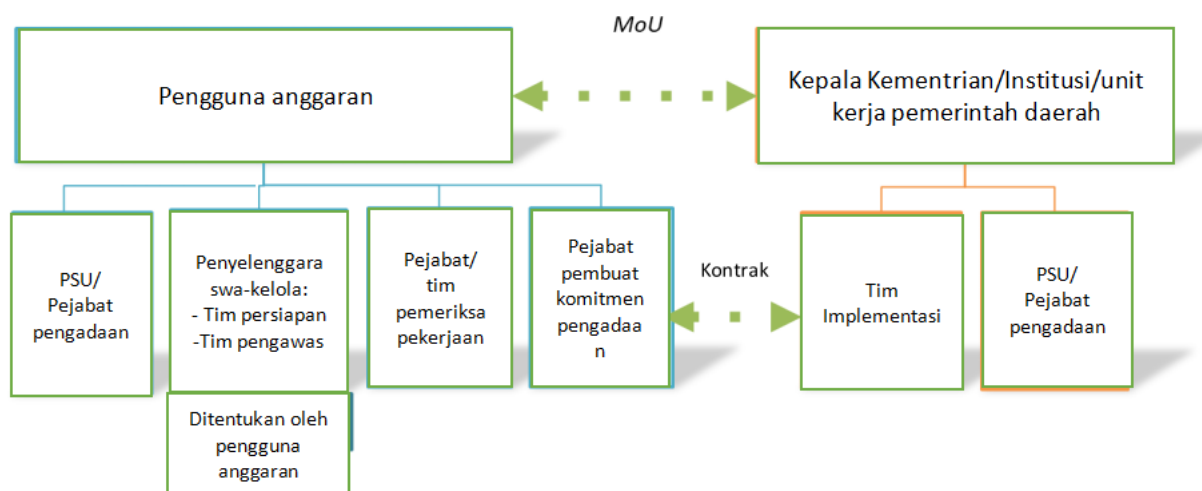 MoU
Pengguna anggaran
Kepala Kementrian/Institusi/unit
kerja pemerintah daerah
PSU/
Pejabat
pengadaan
Penyelenggara
swa-kelola:
- Tim persiapan
-Tim pengawas
Ditentukan oleh
pengguna
anggaran
Pejabat/
tim
pemeriksa
pekerjaan
Pejabat
pembuat
komitmen
pengadaa
n
Kontrak
Tim
Implementasi
PSU/
Pejabat
pengadaan